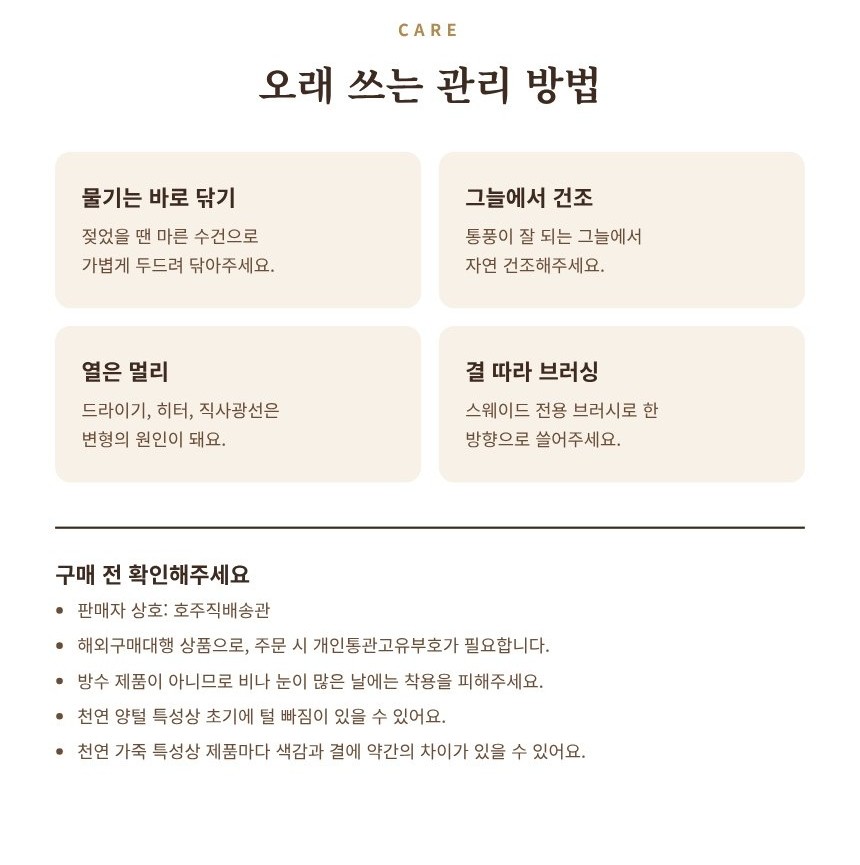 CARE
오래 쓰는 관리 방법
물기는 바로 닦기
젖었을 땐 마른 수건으로
가볍게 두드려 닦아주세요.
그늘에서 건조
통풍이 잘 되는 그늘에서
자연 건조해주세요.
열은 멀리
드라이기, 히터, 직사광선은
변형의 원인이 돼요.
결 따라 브러싱
스웨이드 전용 브러시로 한
방향으로 쓸어주세요.
구매 전 확인해주세요
• 판매자 상호: 호주직배송관
• 해외구매대행 상품으로, 주문 시 개인통관고유부호가 필요합니다.
• 방수 제품이 아니므로 비나 눈이 많은 날에는 착용을 피해주세요.
• 천연 양털 특성상 초기에 털 빠짐이 있을 수 있어요.
• 천연 가죽 특성상 제품마다 색감과 결에 약간의 차이가 있을 수 있어요.